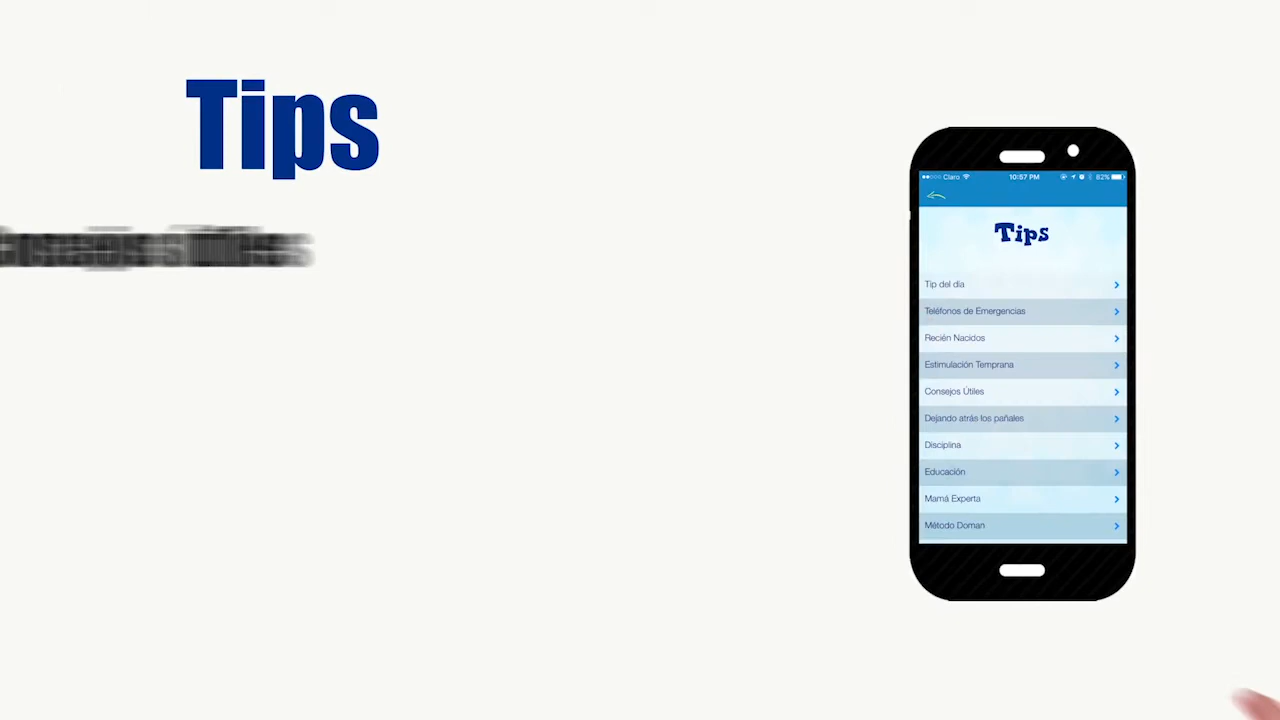 Tips
Claro 10:57 PM 82%
Tips
Tip del día
Teléfonos de Emergencias
Recién Nacidos
Estimulación Temprana
Consejos Útiles
Dejando atrás los pañales
Disciplina
Educación
Mamá Experta
Método Doman